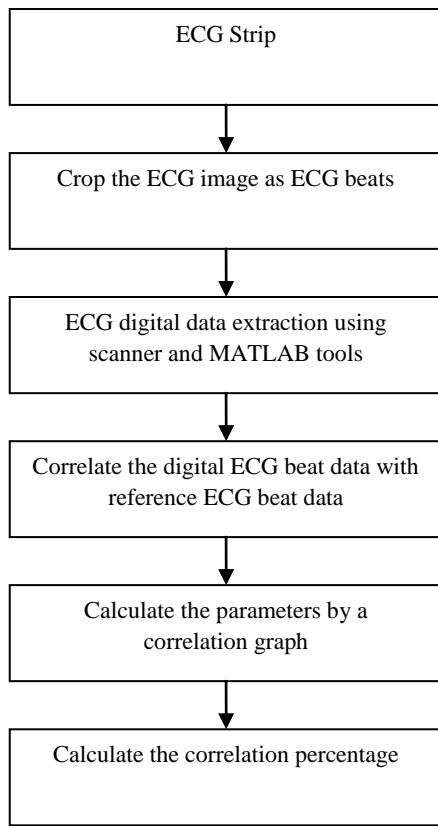 ECG Strip
Crop the ECG image as ECG beats
ECG digital data extraction using
scanner and MATLAB tools
Correlate the digital ECG beat data with
reference ECG beat data
Calculate the parameters by a
correlation graph
Calculate the correlation percentage